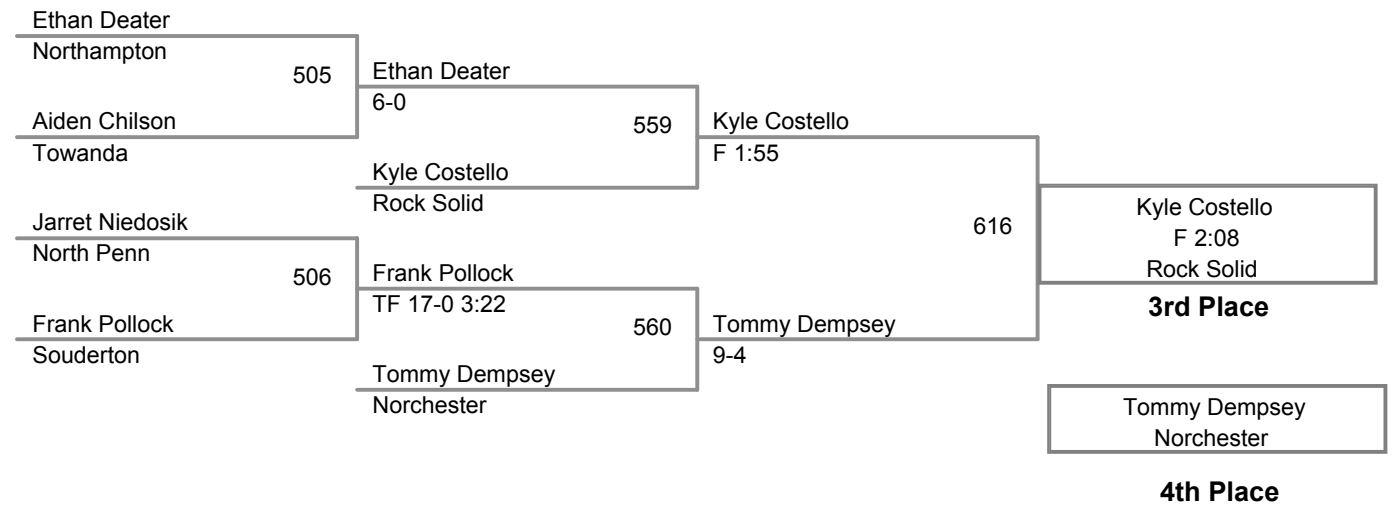 Ethan Deater
Northampton
505
Aiden Chilson
Towanda
Jarret Niedosik
North Penn
506
Frank Pollock
Souderton
Ethan Deater
6-0
559
Kyle Costello
Rock Solid
Frank Pollock
TF 17-0 3:22
560
Tommy Dempsey
Norchester
Kyle Costello
F 1:55
616
Tommy Dempsey
9-4
Kyle Costello
F 2:08
Rock Solid
3rd Place
Tommy Dempsey
Norchester
4th Place